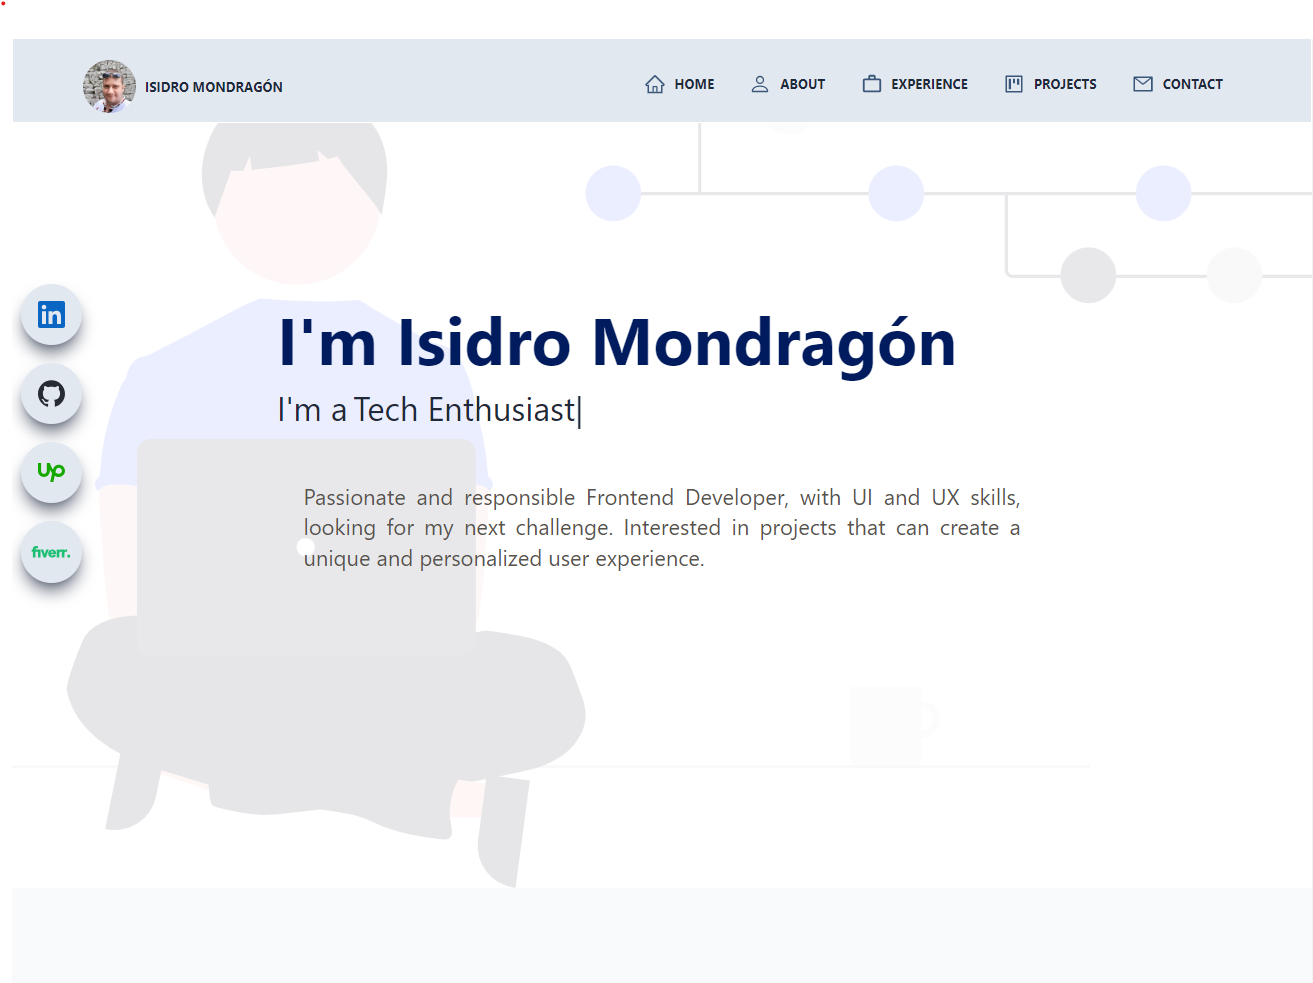 ISIDRO MONDRAGÓN
HOME ABOUT EXPERIENCE PROJECTS CONTACT
in
I'm Isidro Mondragón
I'm a Tech Enthusiast|
Up
Passionate and responsible Frontend Developer, with UI and UX skills,
looking for my next challenge. Interested in projects that can create a
unique and personalized user experience.
fiverr.